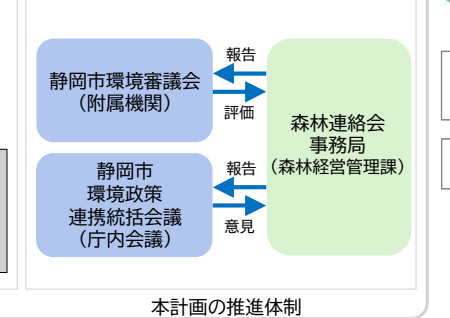 静岡市環境審議会
（附属機関）
報告
評価
静岡市
環境政策
連携統括会議
（庁内会議）
報告
意見
森林連絡会
事務局
（森林経営管理課）
本計画の推進体制